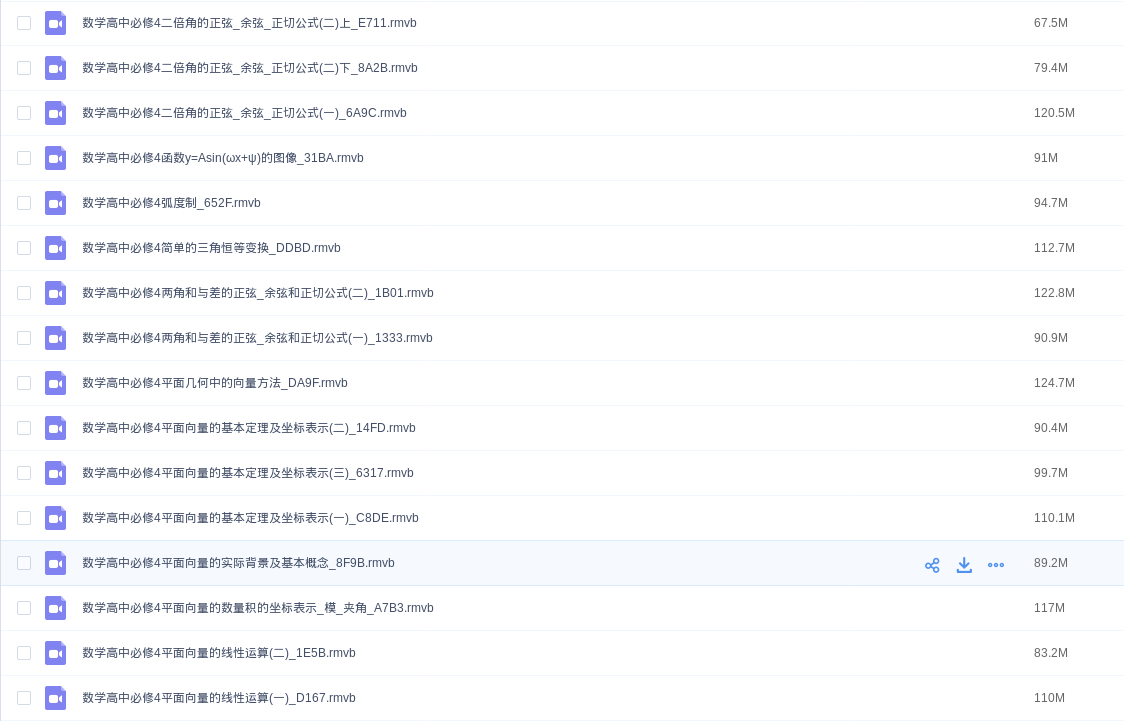 数学高中必修4二倍角的正弦_余弦_正切公式(二)上_E711.rmvb 67.5M
数学高中必修4二倍角的正弦_余弦_正切公式(二)下_8A2B.rmvb 79.4M
数学高中必修4二倍角的正弦_余弦_正切公式(一)_6A9C.rmvb 120.5M
数学高中必修4函数y=Asin(ωx+ψ)的图像_31BA.rmvb 91M
数学高中必修4弧度制_652F.rmvb 94.7M
数学高中必修4简单的三角恒等变换_DDBD.rmvb 112.7M
数学高中必修4两角和与差的正弦_余弦和正切公式(二)_1B01.rmvb 122.8M
数学高中必修4两角和与差的正弦_余弦和正切公式(一)_1333.rmvb 90.9M
数学高中必修4平面几何中的向量方法_DA9F.rmvb 124.7M
数学高中必修4平面向量的基本定理及坐标表示(二)_14FD.rmvb 90.4M
数学高中必修4平面向量的基本定理及坐标表示(三)_6317.rmvb 99.7M
数学高中必修4平面向量的基本定理及坐标表示(一)_C8DE.rmvb 110.1M
数学高中必修4平面向量的实际背景及基本概念_8F9B.rmvb 89.2M
数学高中必修4平面向量的数量积的坐标表示_模_夹角_A7B3.rmvb 117M
数学高中必修4平面向量的线性运算(二)_1E5B.rmvb 83.2M
数学高中必修4平面向量的线性运算(一)_D167.rmvb 110M